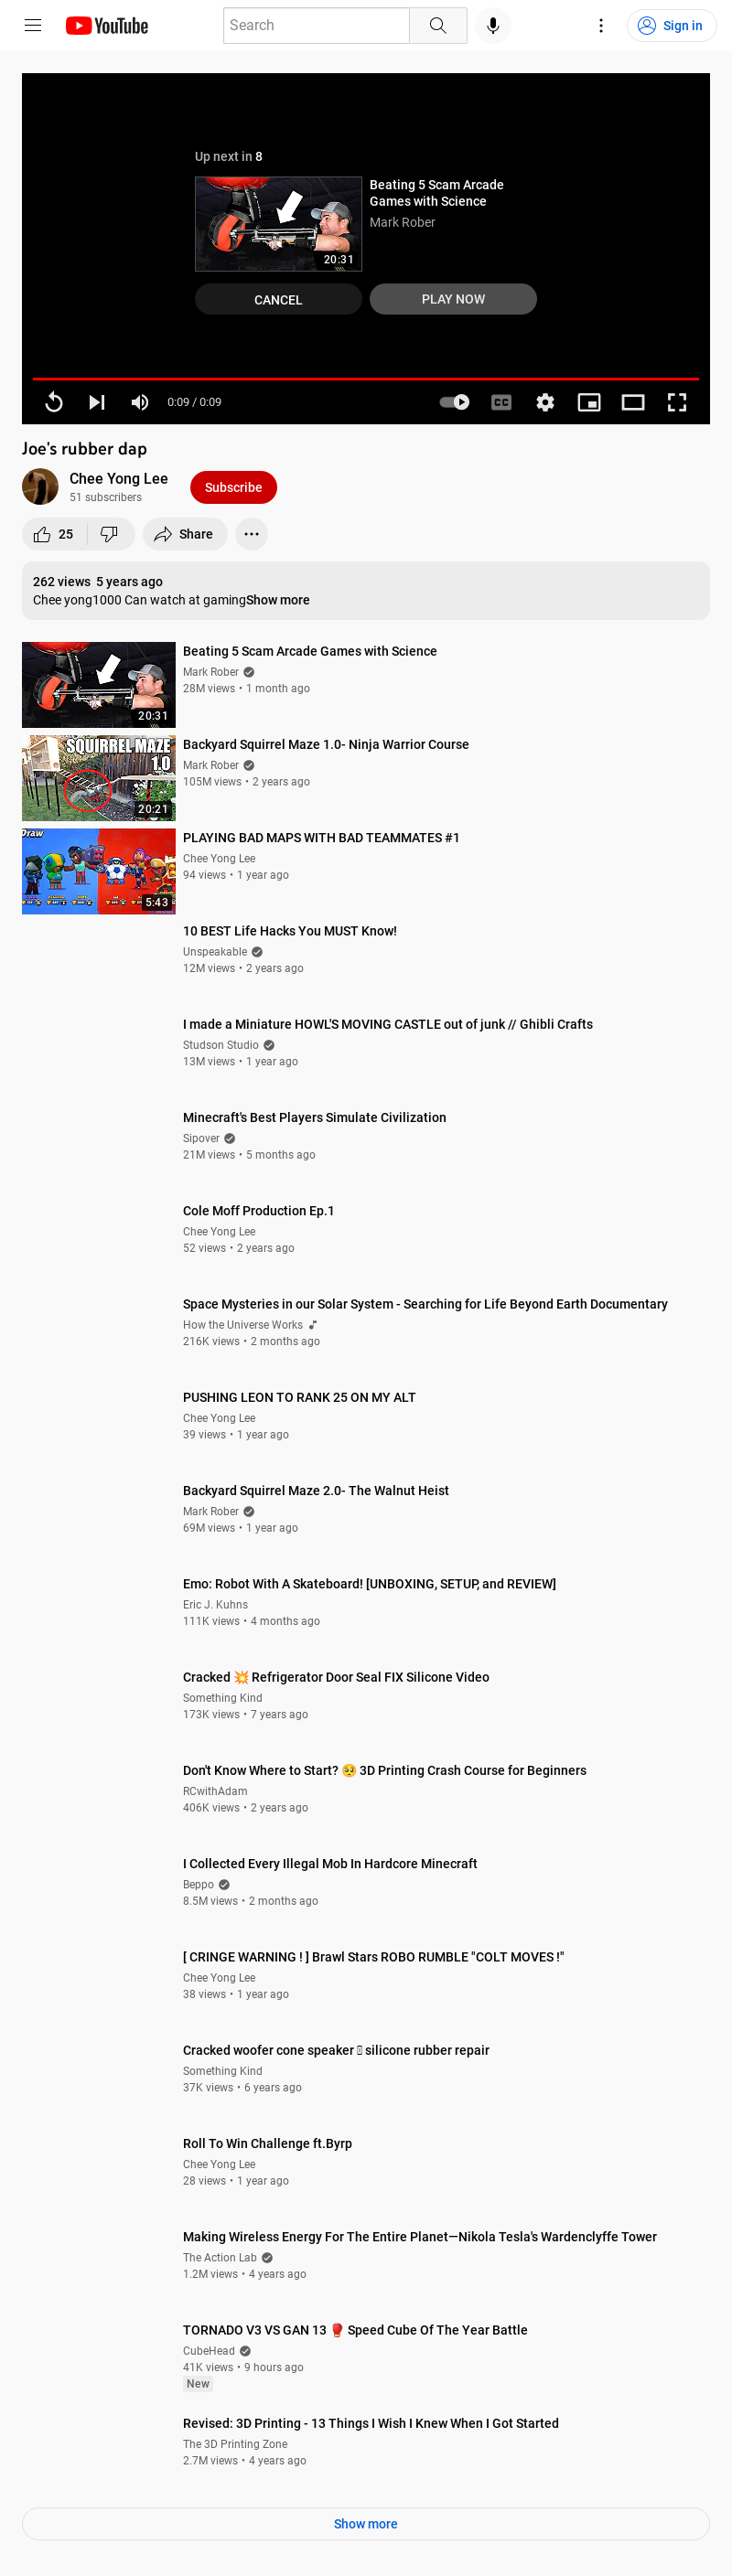 YouTube
Search
Sign in
Up next in 8
Beating 5 Scam Arcade
Games with Science
Mark Rober
20:31
CANCEL
PLAY NOW
0:09 / 0:09
CC
Joe's rubber dap
Chee Yong Lee
51 subscribers
Subscribe
25
Share
262 views 5 years ago
Chee yong1000 Can watch at gamingShow more
20:31
Beating 5 Scam Arcade Games with Science
Mark Rober
28M views • 1 month ago
SQUIRREL MAZE
1.0
20:21
Backyard Squirrel Maze 1.0- Ninja Warrior Course
Mark Rober
105M views • 2 years ago
Draw
5:43
PLAYING BAD MAPS WITH BAD TEAMMATES #1
Chee Yong Lee
94 views • 1 year ago
10 BEST Life Hacks You MUST Know!
Unspeakable
12M views • 2 years ago
I made a Miniature HOWL'S MOVING CASTLE out of junk // Ghibli Crafts
Studson Studio
13M views • 1 year ago
Minecraft's Best Players Simulate Civilization
Sipover
21M views • 5 months ago
Cole Moff Production Ep.1
Chee Yong Lee
52 views • 2 years ago
Space Mysteries in our Solar System - Searching for Life Beyond Earth Documentary
How the Universe Works
216K views • 2 months ago
PUSHING LEON TO RANK 25 ON MY ALT
Chee Yong Lee
39 views • 1 year ago
Backyard Squirrel Maze 2.0- The Walnut Heist
Mark Rober
69M views • 1 year ago
Emo: Robot With A Skateboard! [UNBOXING, SETUP, and REVIEW]
Eric J. Kuhns
111K views • 4 months ago
Cracked 💥 Refrigerator Door Seal FIX Silicone Video
Something Kind
173K views • 7 years ago
Don't Know Where to Start? 🥺 3D Printing Crash Course for Beginners
RCwithAdam
406K views • 2 years ago
I Collected Every Illegal Mob In Hardcore Minecraft
Beppo
8.5M views • 2 months ago
[ CRINGE WARNING ! ] Brawl Stars ROBO RUMBLE "COLT MOVES !"
Chee Yong Lee
38 views • 1 year ago
Cracked woofer cone speaker silicone rubber repair
Something Kind
37K views • 6 years ago
Roll To Win Challenge ft.Byrp
Chee Yong Lee
28 views • 1 year ago
Making Wireless Energy For The Entire Planet—Nikola Tesla's Wardenclyffe Tower
The Action Lab
1.2M views • 4 years ago
TORNADO V3 VS GAN 13 🥊 Speed Cube Of The Year Battle
CubeHead
41K views • 9 hours ago
New
Revised: 3D Printing - 13 Things I Wish I Knew When I Got Started
The 3D Printing Zone
2.7M views • 4 years ago
Show more